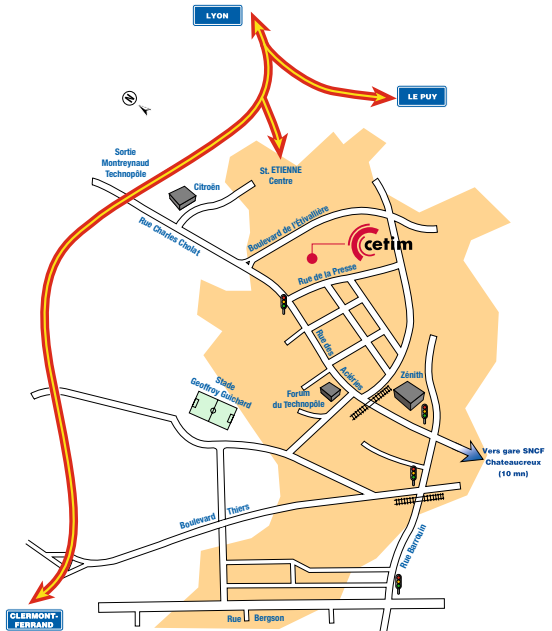 LYON
LE PUY
N
Sortie
Montreynaud
Technopôle
Citroën
St. ETIENNE
Centre
Rue Charles Cholat
Boulevard de l'Étivallière
cetim
Rue de la Presse
Rue des Aciéries
Zénith
Stade
Geoffroy Guichard
Forum
du Technopôle
Vers gare SNCF
Chateaucreux
(10 mn)
Boulevard Thiers
Rue Barrouin
Rue Bergson
CLERMONT-
FERRAND